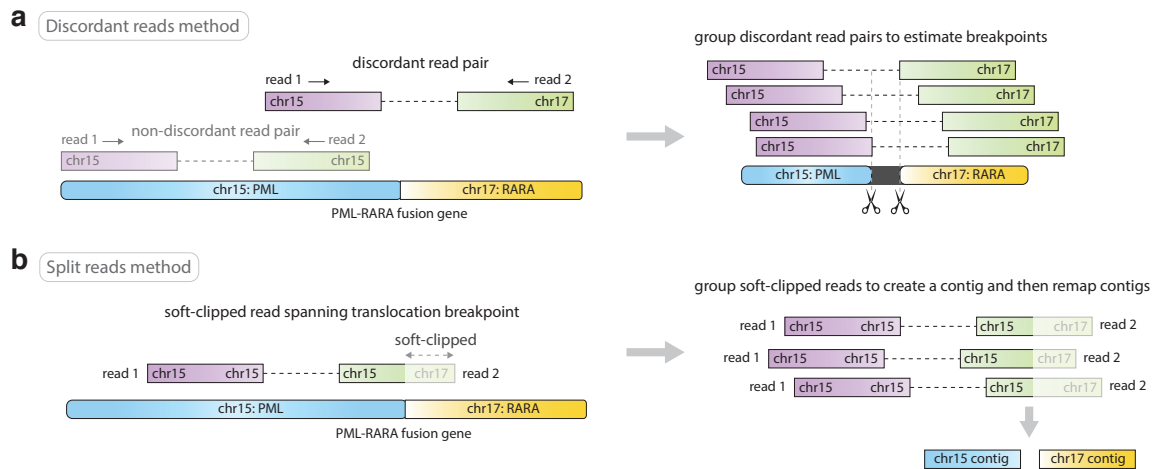 a
Discordant reads method
discordant read pair
read 1
read 2
chr15
chr17
non-discordant read pair
read 1
read 2
chr15
chr15
chr15: PML
chr17: RARA
PML-RARA fusion gene
group discordant read pairs to estimate breakpoints
chr15
chr17
chr15
chr17
chr15
chr17
chr15
chr17
chr15: PML
chr17: RARA
b
Split reads method
soft-clipped read spanning translocation breakpoint
soft-clipped
read 1
chr15
chr15
chr15
chr17
read 2
chr15: PML
chr17: RARA
PML-RARA fusion gene
group soft-clipped reads to create a contig and then remap contigs
read 1
chr15
chr15
chr15
chr17
read 2
read 1
chr15
chr15
chr15
chr17
read 2
read 1
chr15
chr15
chr15
chr17
read 2
chr15 contig
chr17 contig